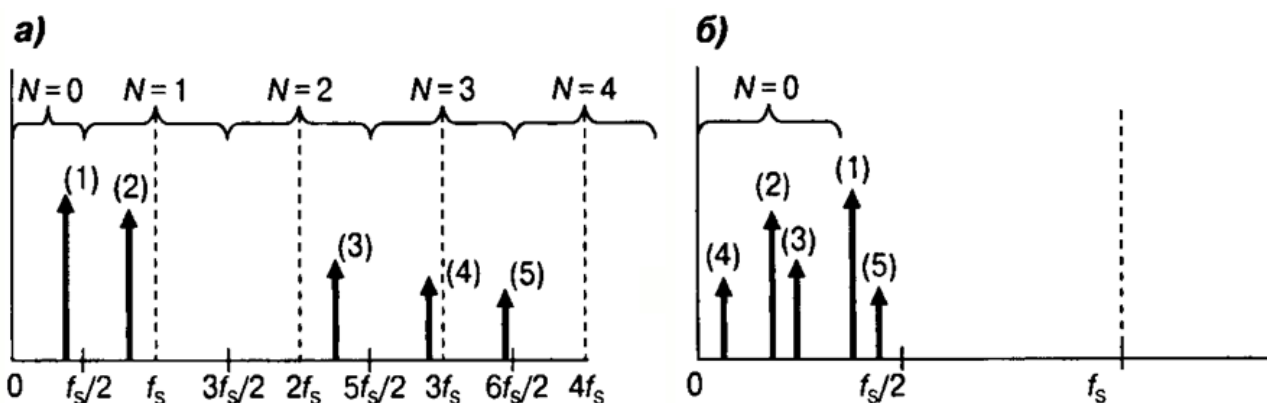 а)
N = 0 N = 1 N = 2 N = 3 N = 4
(1) (2) (3) (4) (5)
0 fs/2 fs 3fs/2 2fs 5fs/2 3fs 6fs/2 4fs
б)
N = 0
(4) (2) (3) (1) (5)
0 fs/2 fs